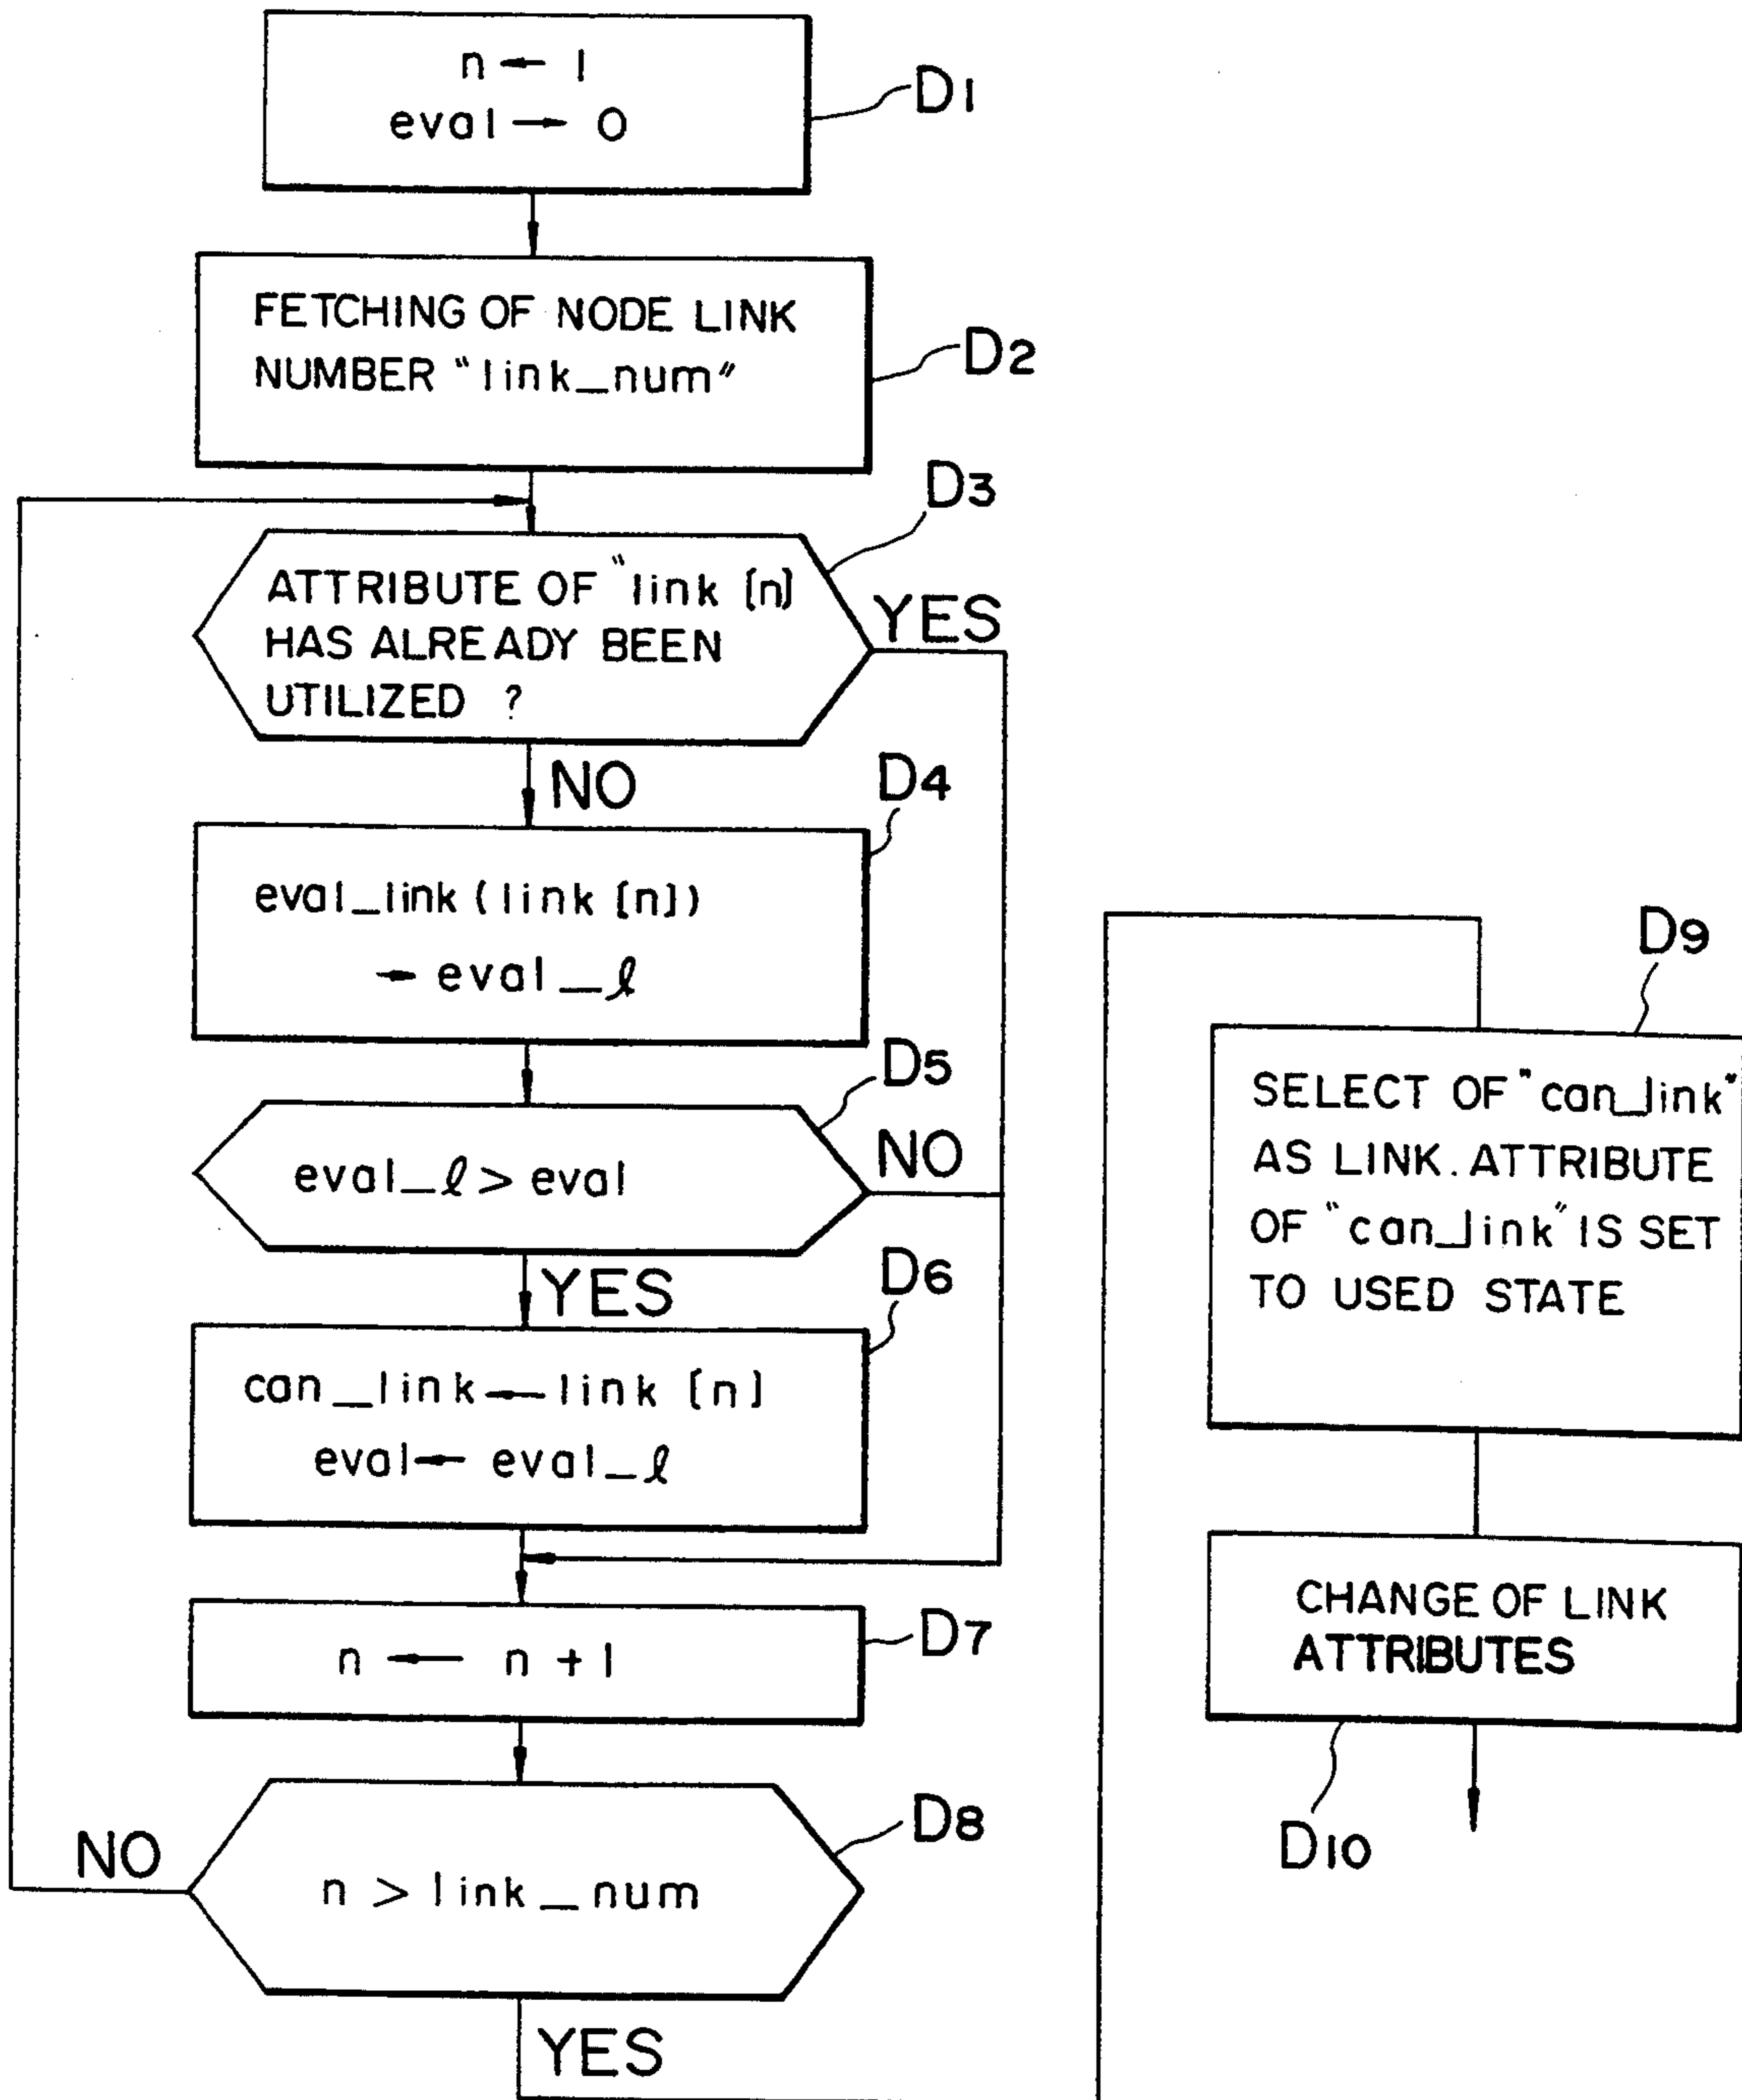 n ← 1
eval → 0
D1
FETCHING OF NODE LINK
NUMBER "link_num"
D2
D3
ATTRIBUTE OF "link [n]
HAS ALREADY BEEN
UTILIZED ?
YES
NO
D4
eval_link (link [n])
→ eval_ℓ
D5
eval_ℓ > eval
NO
YES
D6
can_link ← link [n]
eval ← eval_ℓ
n ← n + 1
D7
D8
n > link_num
NO
YES
D9
SELECT OF "can_link"
AS LINK. ATTRIBUTE
OF "can_link" IS SET
TO USED STATE
CHANGE OF LINK
ATTRIBUTES
D10